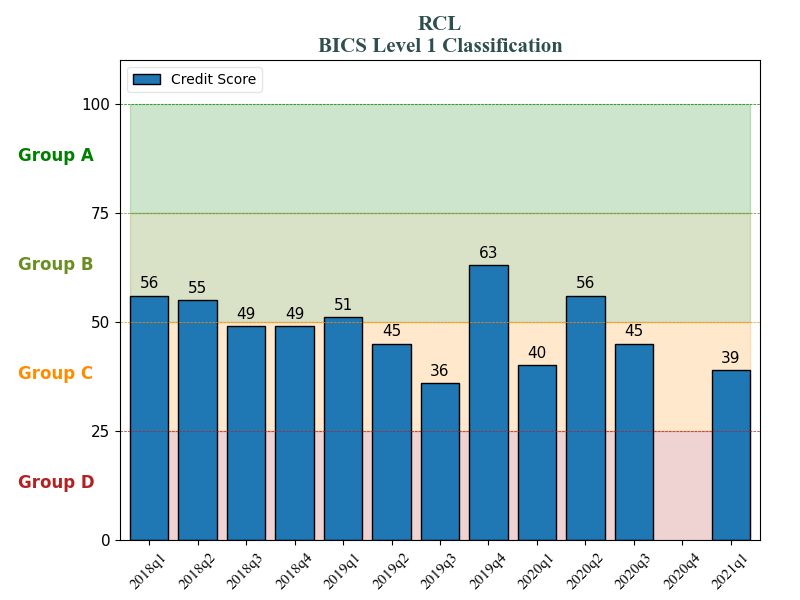 RCL
BICS Level 1 Classification
Credit Score
100
Group A
75
Group B
50
Group C
25
Group D
0
56
55
49
49
51
45
36
63
40
56
45
39
2018q1
2018q2
2018q3
2018q4
2019q1
2019q2
2019q3
2019q4
2020q1
2020q2
2020q3
2020q4
2021q1